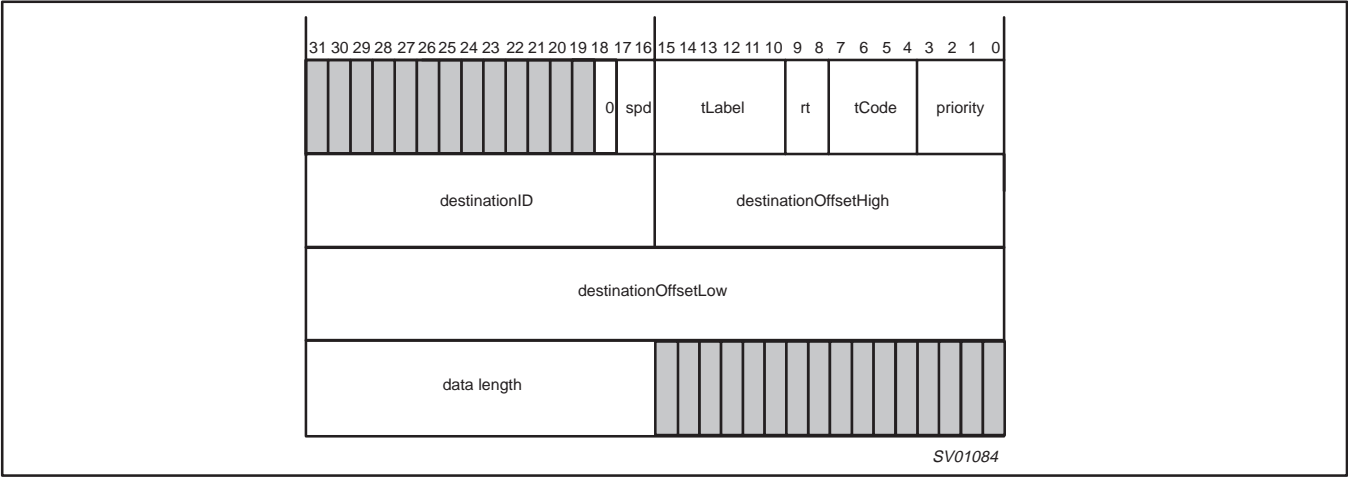 31 30 29 28 27 26 25 24 23 22 21 20 19 18 17 16 15 14 13 12 11 10 9 8 7 6 5 4 3 2 1 0
0 spd tLabel rt tCode priority
destinationID destinationOffsetHigh
destinationOffsetLow
data length
SV01084